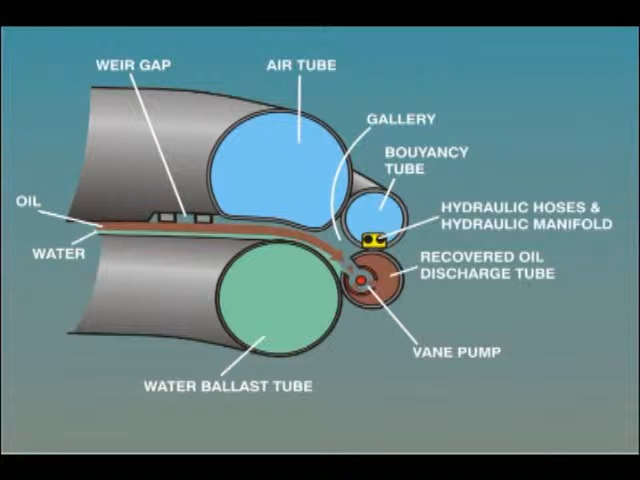 WEIR GAP
AIR TUBE
GALLERY
BOUYANCY
TUBE
OIL
HYDRAULIC HOSES &
HYDRAULIC MANIFOLD
WATER
RECOVERED OIL
DISCHARGE TUBE
VANE PUMP
WATER BALLAST TUBE